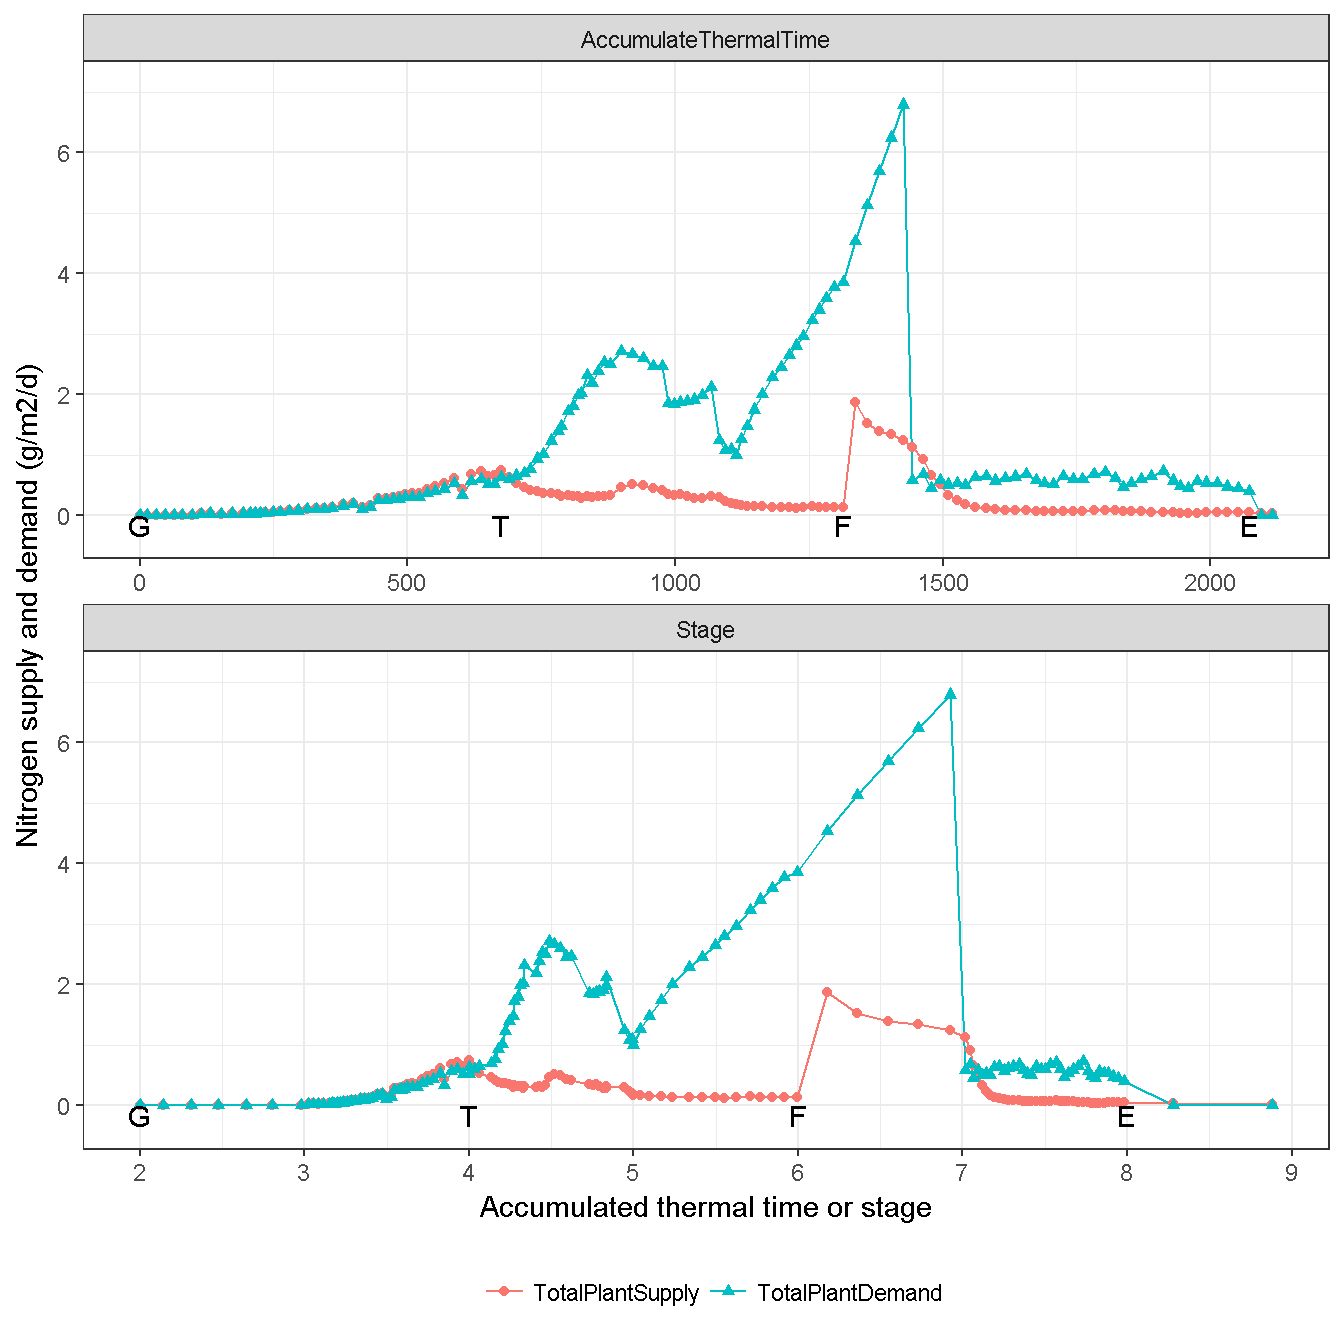 AccumulateThermalTime
Nitrogen supply and demand (g/m2/d)
6
4
2
0
G T F E
0 500 1000 1500 2000
Stage
6
4
2
0
G T F E
2 3 4 5 6 7 8 9
Accumulated thermal time or stage
TotalPlantSupply TotalPlantDemand